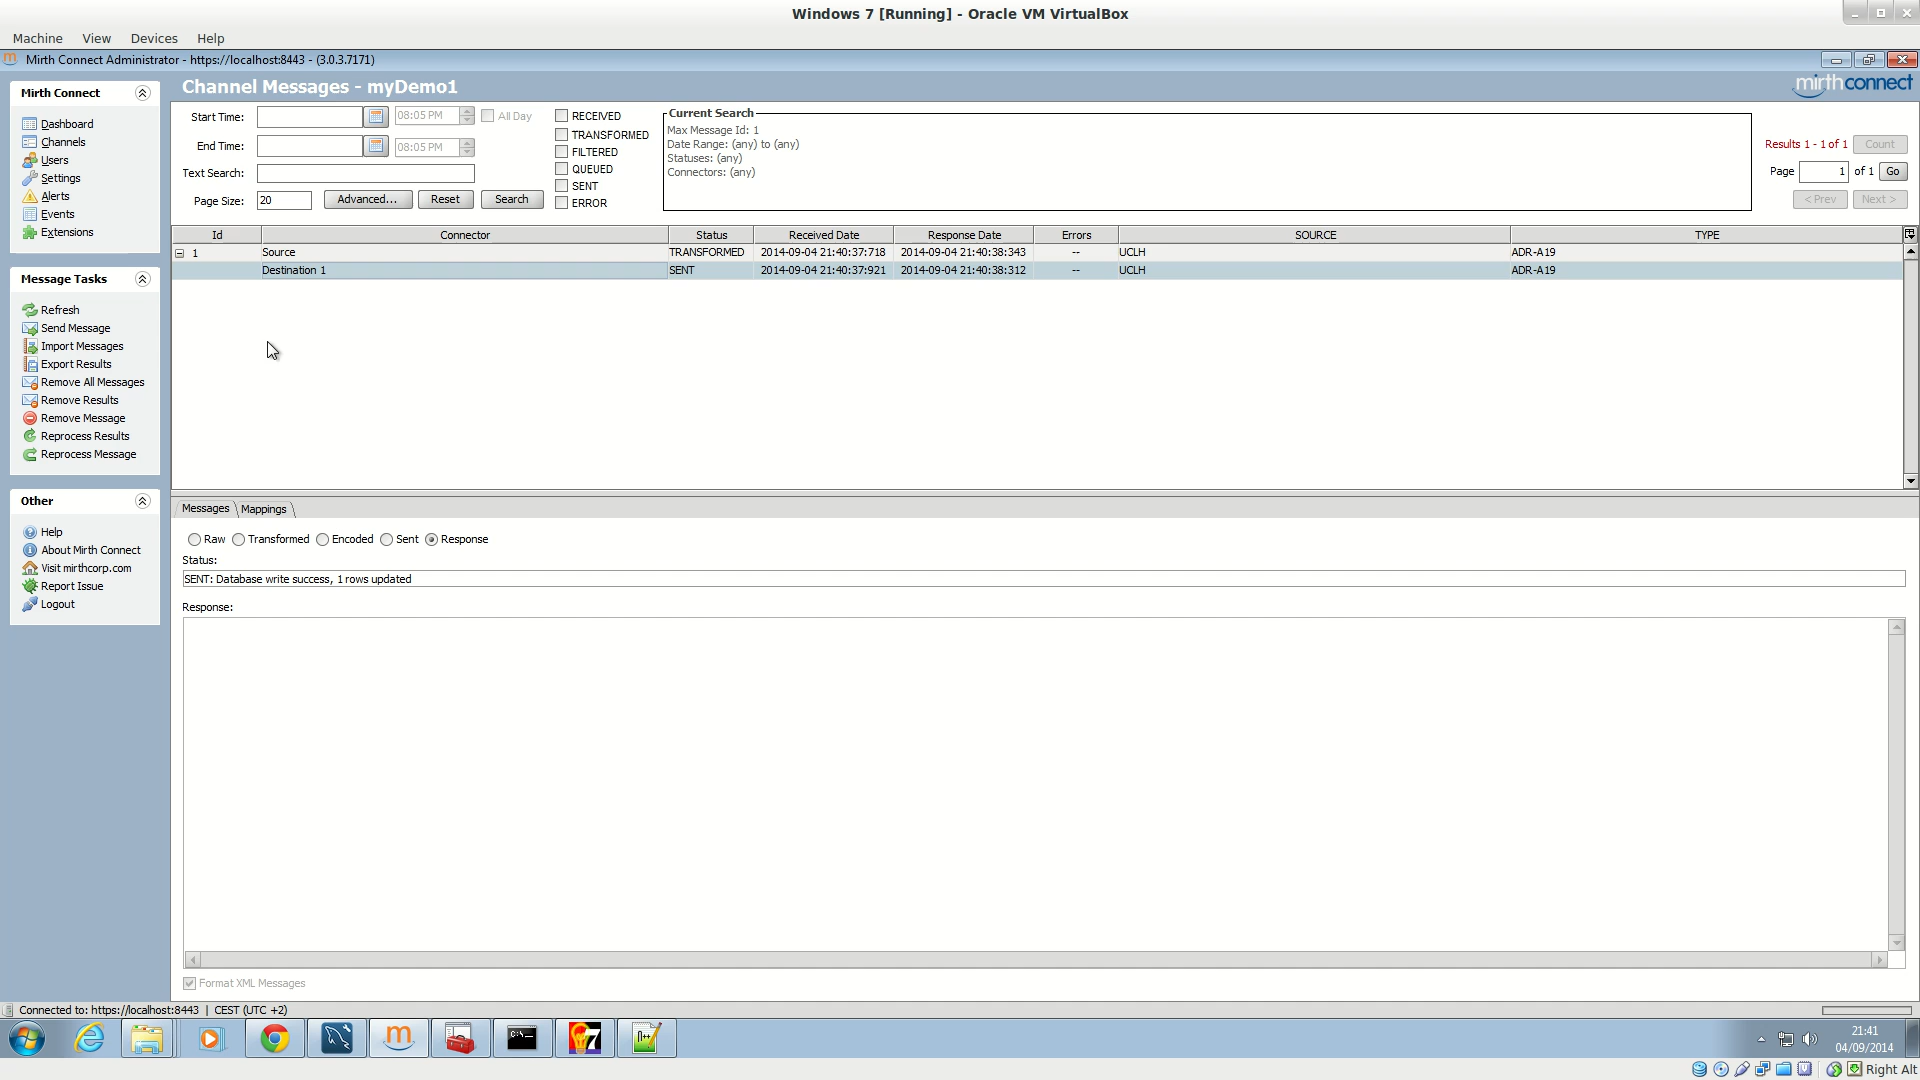 Windows 7 [Running] - Oracle VM VirtualBox
Machine View Devices Help
Mirth Connect Administrator - https://localhost:8443 - (3.0.3.7171)
Mirth Connect
Dashboard
Channels
Users
Settings
Alerts
Events
Extensions
Message Tasks
Refresh
Send Message
Import Messages
Export Results
Remove All Messages
Remove Results
Remove Message
Reprocess Results
Reprocess Message
Other
Help
About Mirth Connect
Visit mirthcorp.com
Report Issue
Logout
Channel Messages - myDemo1
mirthconnect
Start Time: 08:05 PM All Day
End Time: 08:05 PM
Text Search:
Page Size: 20 Advanced... Reset Search
RECEIVED
TRANSFORMED
FILTERED
QUEUED
SENT
ERROR
Current Search
Max Message Id: 1
Date Range: (any) to (any)
Statuses: (any)
Connectors: (any)
Results 1 - 1 of 1 Count
Page 1 of 1 Go
< Prev Next >
Id Connector Status Received Date Response Date Errors SOURCE TYPE
1 Source TRANSFORMED 2014-09-04 21:40:37:718 2014-09-04 21:40:38:343 -- UCLH ADR-A19
Destination 1 SENT 2014-09-04 21:40:37:921 2014-09-04 21:40:38:312 -- UCLH ADR-A19
Messages Mappings
Raw Transformed Encoded Sent Response
Status:
SENT: Database write success, 1 rows updated
Response:
Format XML Messages
Connected to: https://localhost:8443 | CEST (UTC +2)
21:41
04/09/2014
Right Alt